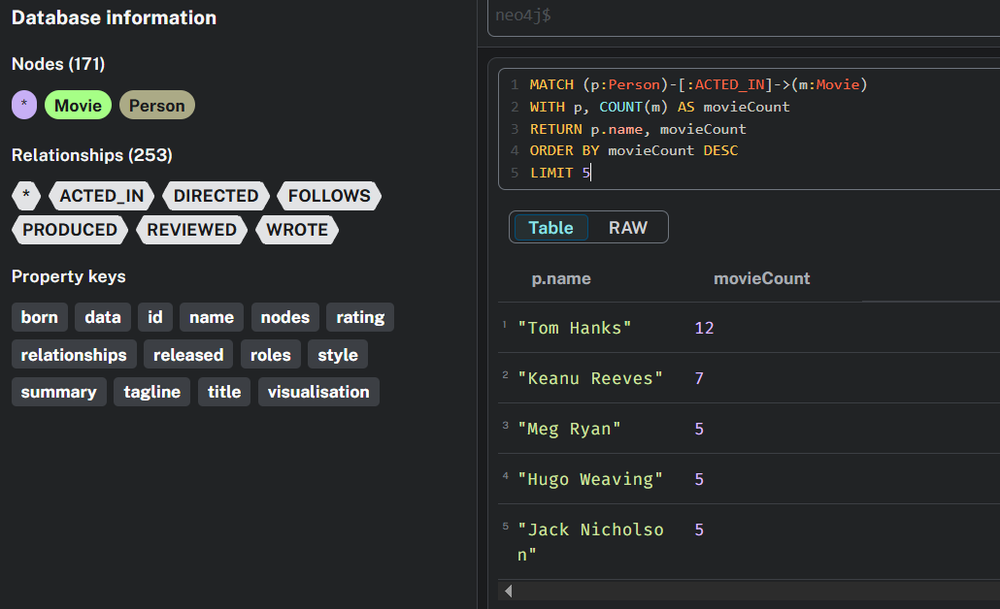 Database information
Nodes (171)
* Movie Person
Relationships (253)
* ACTED_IN DIRECTED FOLLOWS
PRODUCED REVIEWED WROTE
Property keys
born data id name nodes rating
relationships released roles style
summary tagline title visualisation
neo4j$
1 MATCH (p:Person)-[:ACTED_IN]->(m:Movie)
2 WITH p, COUNT(m) AS movieCount
3 RETURN p.name, movieCount
4 ORDER BY movieCount DESC
5 LIMIT 5
Table RAW
p.name movieCount
1 "Tom Hanks" 12
2 "Keanu Reeves" 7
3 "Meg Ryan" 5
4 "Hugo Weaving" 5
5 "Jack Nicholso 5
n"